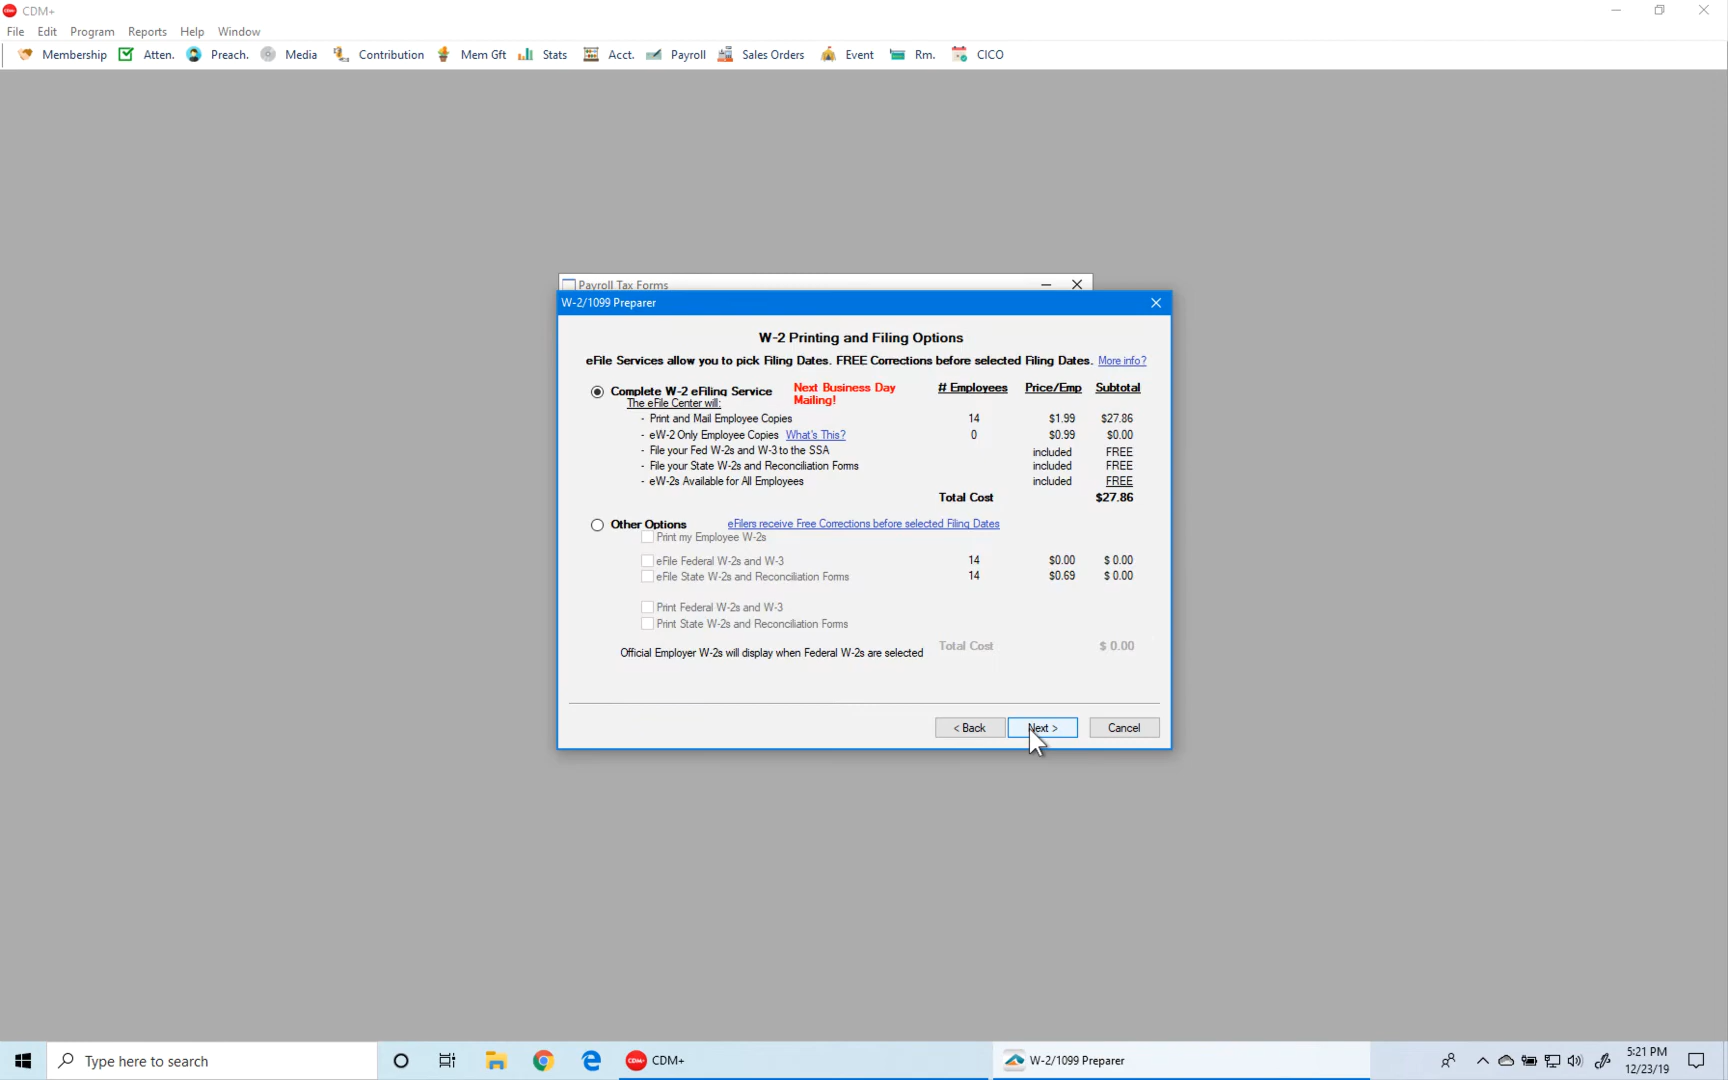 CDM+
File Edit Program Reports Help Window
Membership Atten. Preach. Media Contribution Mem Gft Stats Acct. Payroll Sales Orders Event Rm. CICO
Payroll Tax Forms
W-2/1099 Preparer
W-2 Printing and Filing Options
eFile Services allow you to pick Filing Dates. FREE Corrections before selected Filing Dates. More info?
Complete W-2 eFiling Service Next Business Day Mailing! # Employees Price/Emp Subtotal
The eFile Center will:
- Print and Mail Employee Copies 14 $1.99 $27.86
- eW-2 Only Employee Copies What's This? 0 $0.99 $0.00
- File your Fed W-2s and W-3 to the SSA included FREE
- File your State W-2s and Reconciliation Forms included FREE
- eW-2s Available for All Employees included FREE
Total Cost $27.86
Other Options eFilers receive Free Corrections before selected Filing Dates
Print my Employee W-2s
eFile Federal W-2s and W-3 14 $0.00 $ 0.00
eFile State W-2s and Reconciliation Forms 14 $0.69 $ 0.00
Print Federal W-2s and W-3
Print State W-2s and Reconciliation Forms
Official Employer W-2s will display when Federal W-2s are selected Total Cost $ 0.00
< Back Next > Cancel
Type here to search CDM+ CDM+ W-2/1099 Preparer 5:21 PM
12/23/19